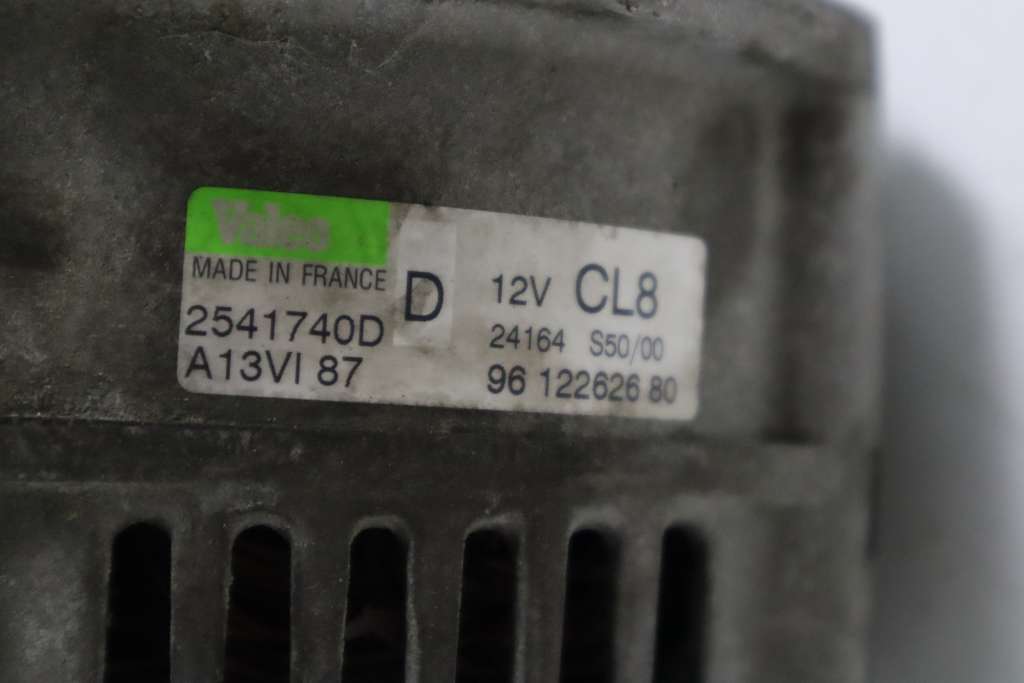 Valeo
MADE IN FRANCE
2541740D
A13VI 87
D
12V CL8
24164 S50/00
96 122626 80